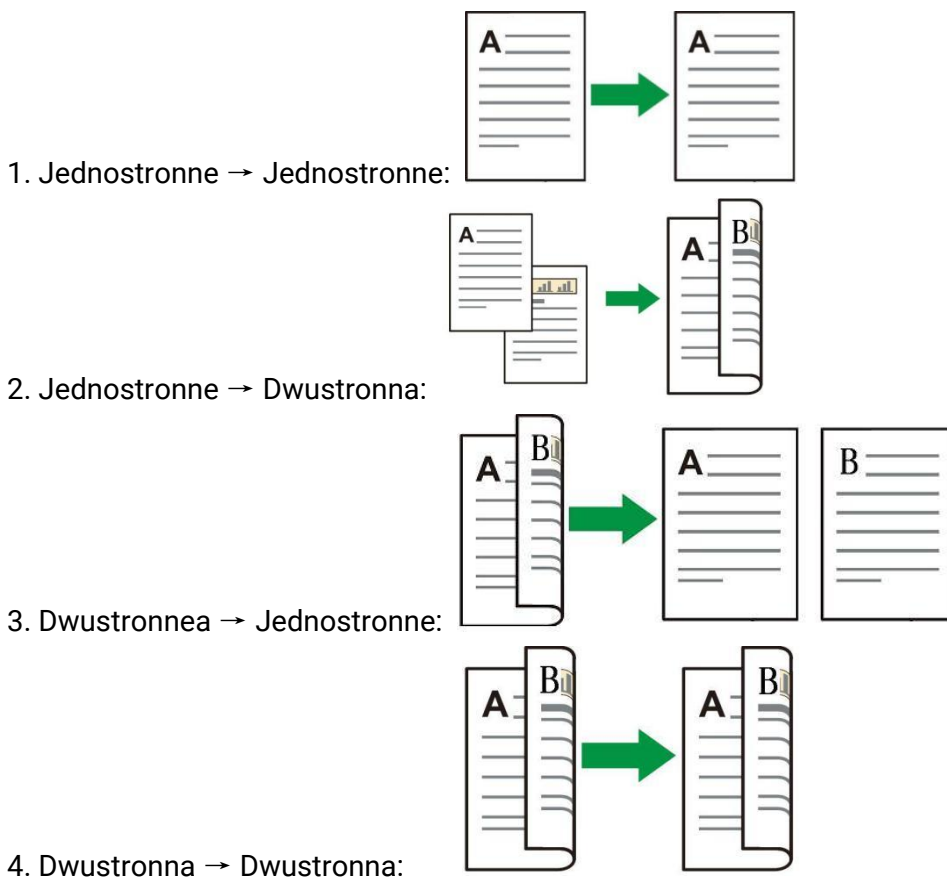 A A
1. Jednostronne → Jednostronne:
A A B
2. Jednostronne → Dwustronna:
A B A B
3. Dwustronnea → Jednostronne:
A B A B
4. Dwustronna → Dwustronna: